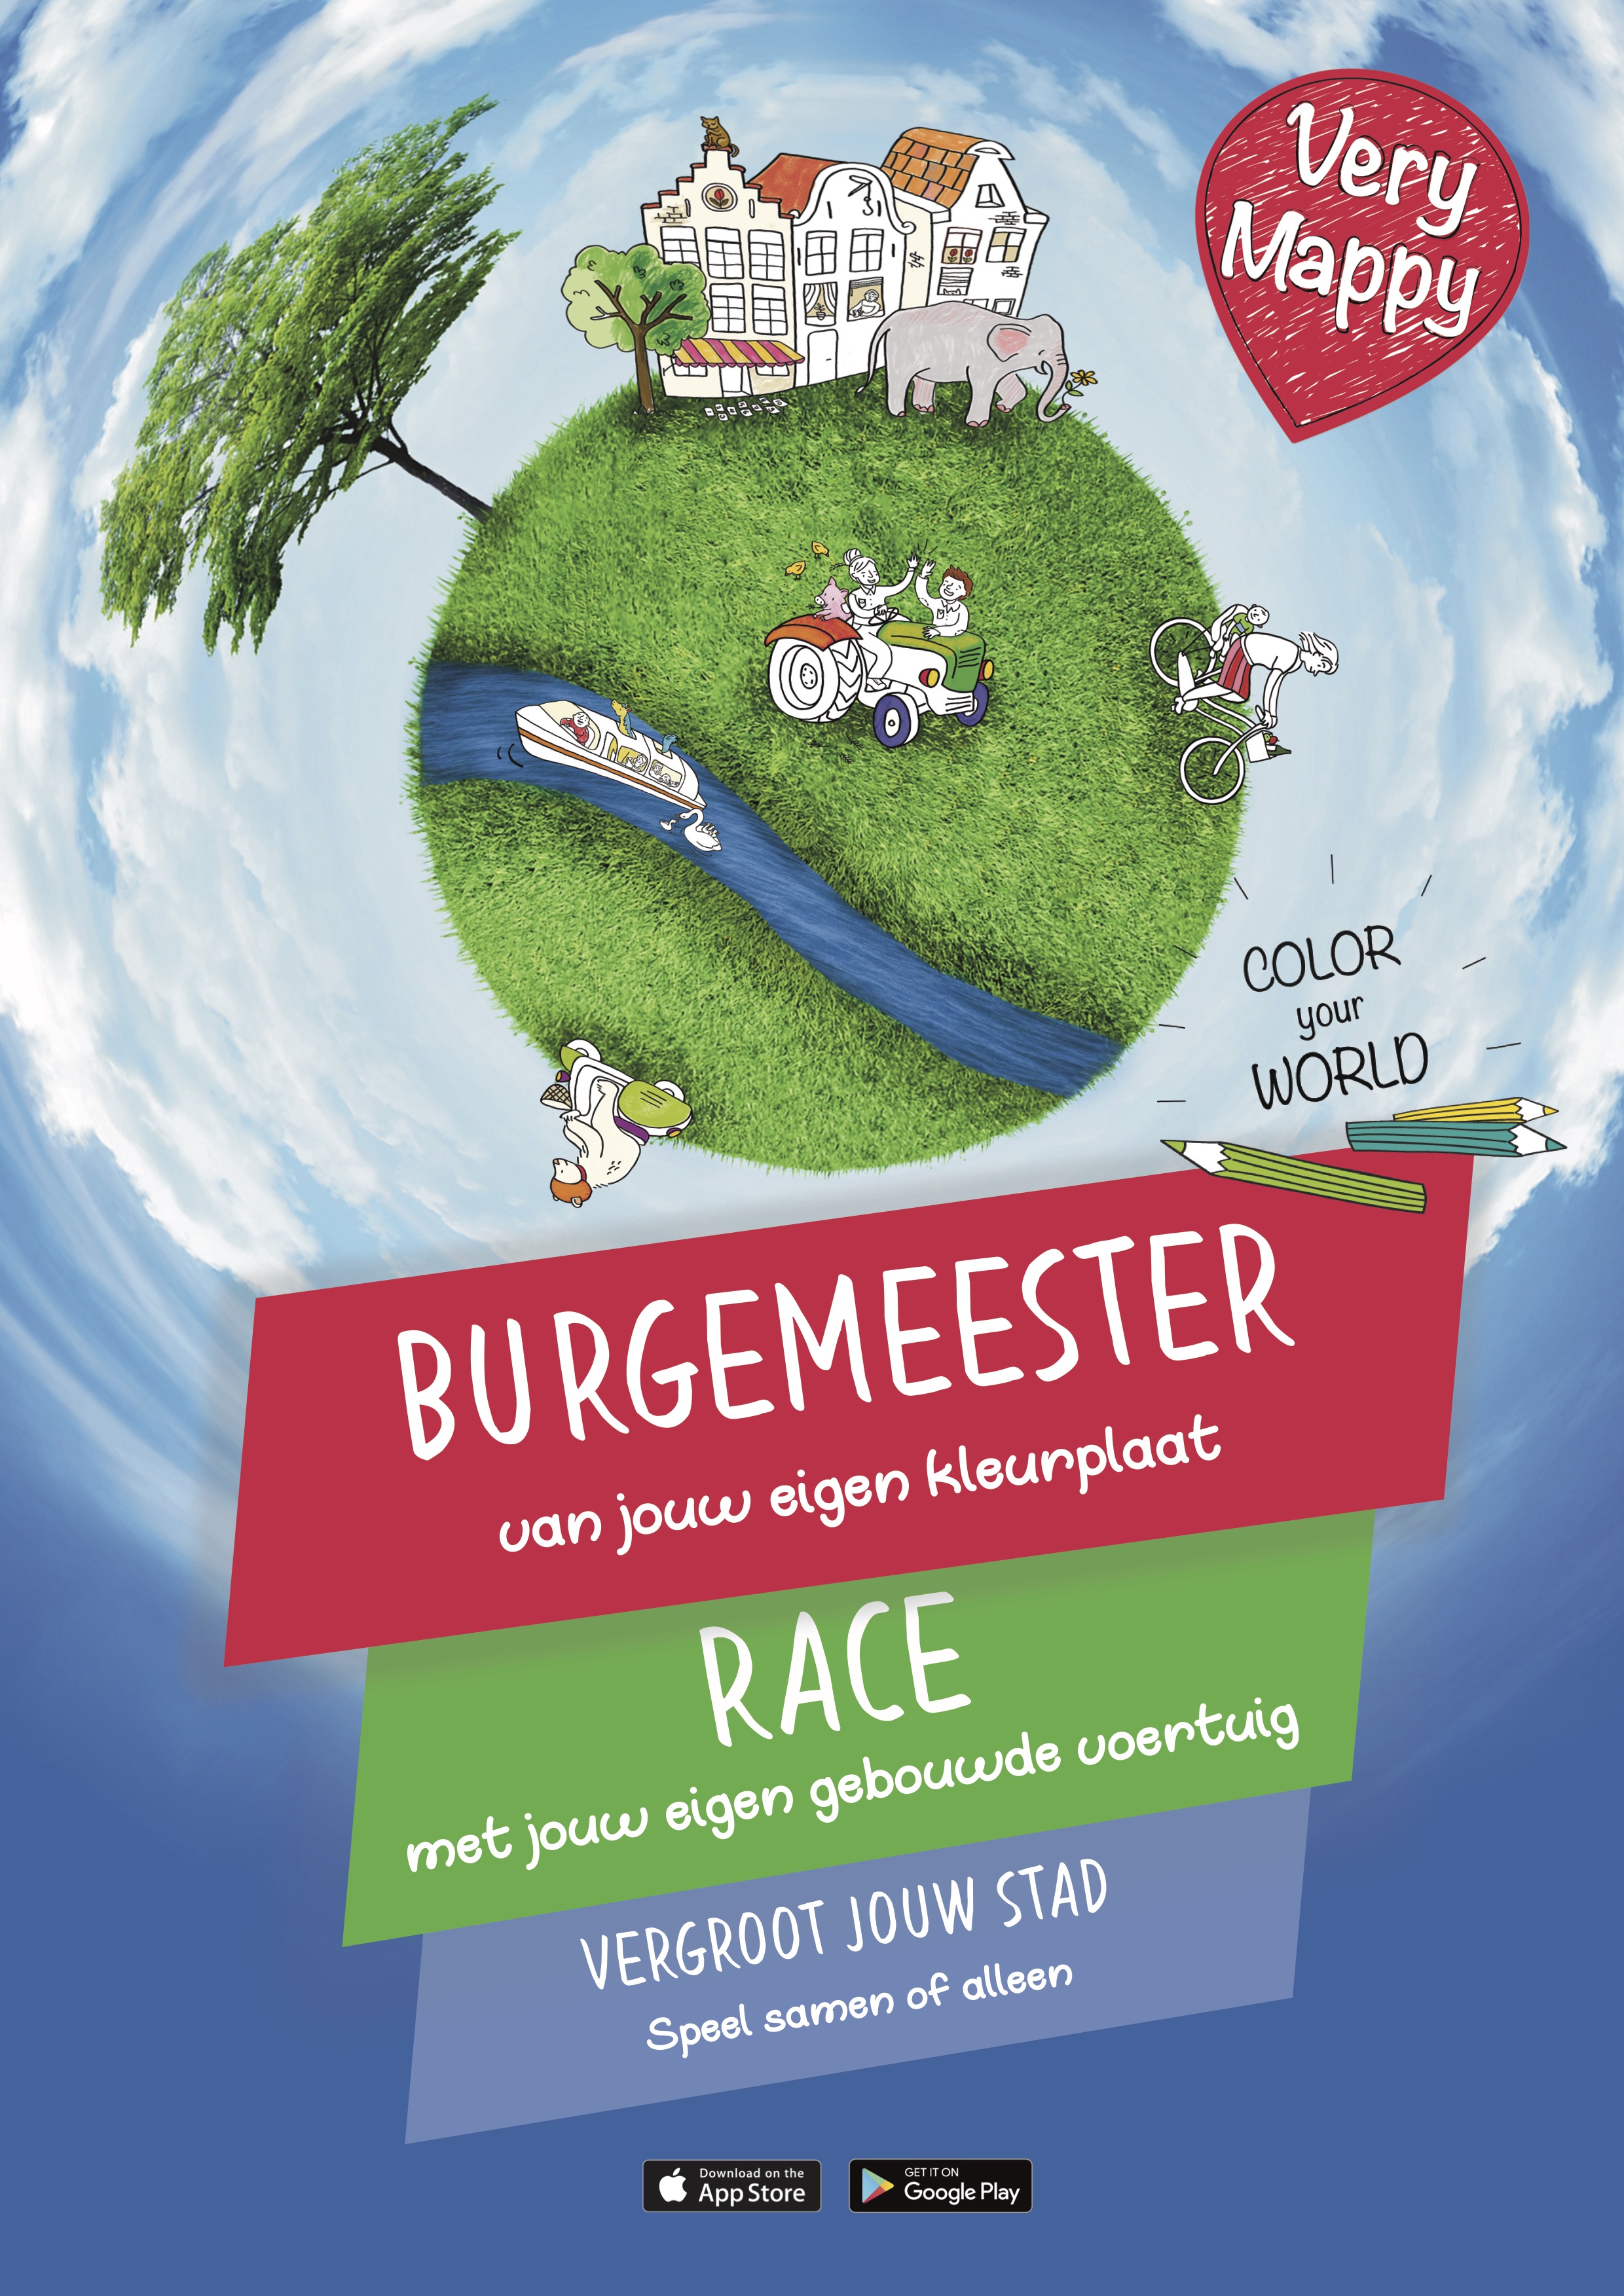 Very
Mappy
COLOR
your
WORLD
BURGEMEESTER
van jouw eigen kleurplaat
RACE
met jouw eigen gebouwde voertuig
VERGROOT JOUW STAD
Speel samen of alleen
Download on the
App Store
GET IT ON
Google Play